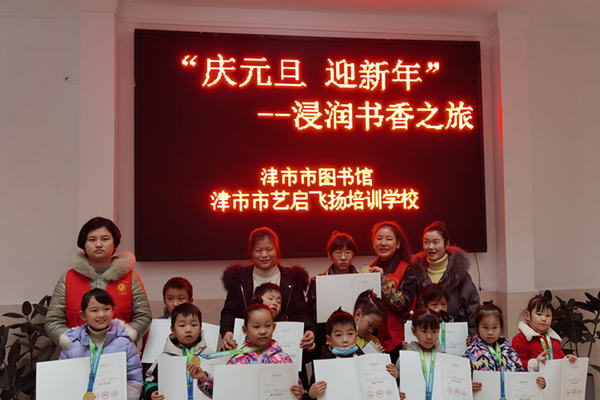 “庆元旦 迎新年”
--浸润书香之旅
津市市图书馆
津市市艺启飞扬培训学校